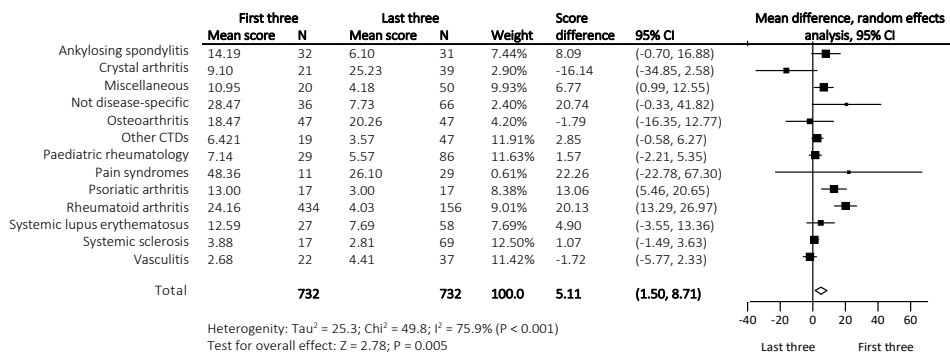 First three Last three Score Mean difference, random effects
Mean score N Mean score N Weight difference 95% CI analysis, 95% CI
Ankylosing spondylitis 14.19 32 6.10 31 7.44% 8.09 (-0.70, 16.88)
Crystal arthritis 9.10 21 25.23 39 2.90% -16.14 (-34.85, 2.58)
Miscellaneous 10.95 20 4.18 50 9.93% 6.77 (0.99, 12.55)
Not disease-specific 28.47 36 7.73 66 2.40% 20.74 (-0.33, 41.82)
Osteoarthritis 18.47 47 20.26 47 4.20% -1.79 (-16.35, 12.77)
Other CTDs 6.421 19 3.57 47 11.91% 2.85 (-0.58, 6.27)
Paediatric rheumatology 7.14 29 5.57 86 11.63% 1.57 (-2.21, 5.35)
Pain syndromes 48.36 11 26.10 29 0.61% 22.26 (-22.78, 67.30)
Psoriatic arthritis 13.00 17 3.00 17 8.38% 13.06 (5.46, 20.65)
Rheumatoid arthritis 24.16 434 4.03 156 9.01% 20.13 (13.29, 26.97)
Systemic lupus erythematosus 12.59 27 7.69 58 7.69% 4.90 (-3.55, 13.36)
Systemic sclerosis 3.88 17 2.81 69 12.50% 1.07 (-1.49, 3.63)
Vasculitis 2.68 22 4.41 37 11.42% -1.72 (-5.77, 2.33)
Total 732 732 100.0 5.11 (1.50, 8.71)
-40 -20 0 20 40 60
Heterogenity: Tau² = 25.3; Chi² = 49.8; I² = 75.9% (P < 0.001)
Test for overall effect: Z = 2.78; P = 0.005
Last three First three